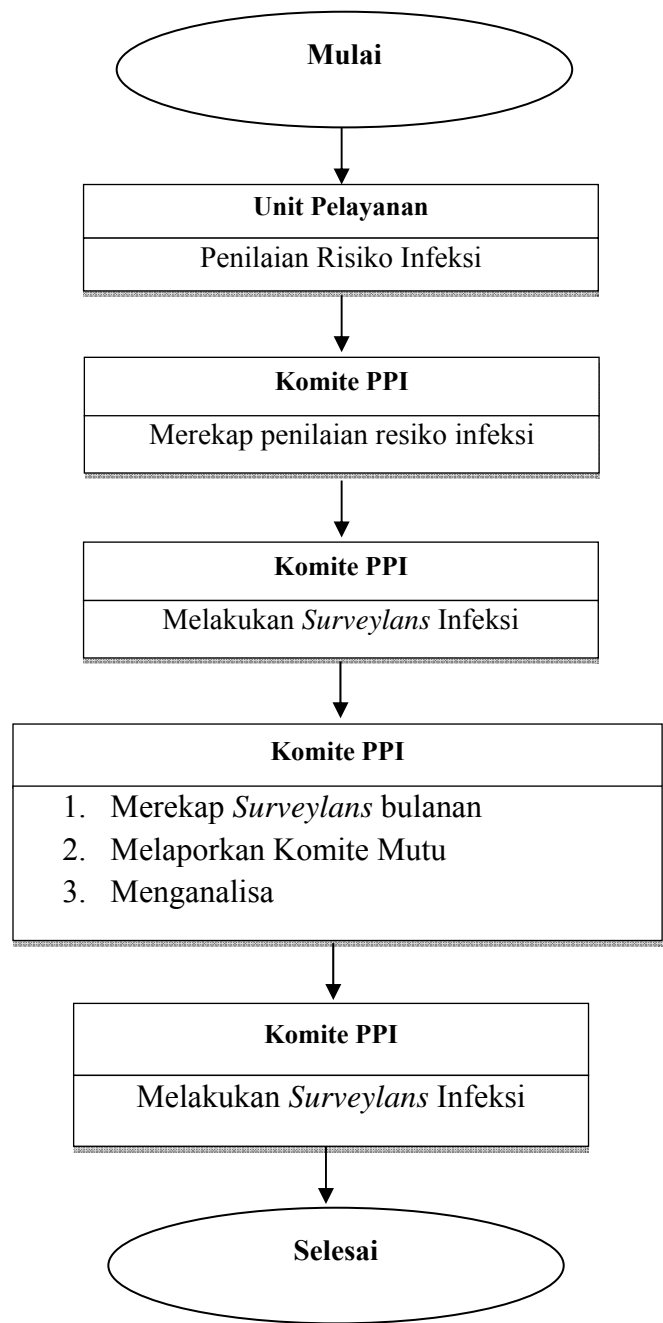 Mulai
Unit Pelayanan
Penilaian Risiko Infeksi
Komite PPI
Merekap penilaian resiko infeksi
Komite PPI
Melakukan Surveylans Infeksi
Komite PPI
1. Merekap Surveylans bulanan
2. Melaporkan Komite Mutu
3. Menganalisa
Komite PPI
Melakukan Surveylans Infeksi
Selesai